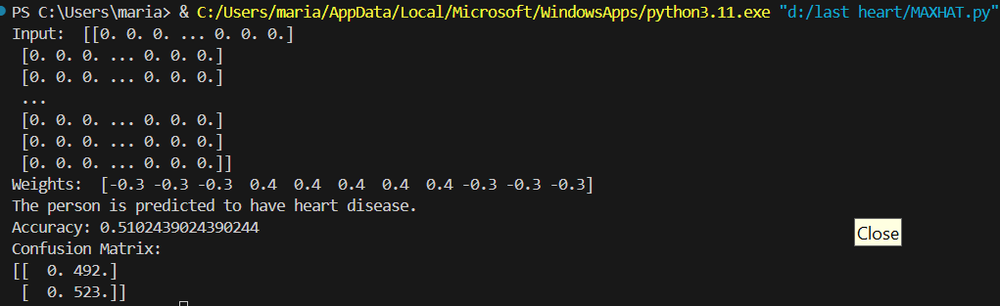 PS C:\Users\maria> & C:/Users/maria/AppData/Local/Microsoft/WindowsApps/python3.11.exe "d:/last heart/MAXHAT.py"
Input:  [[0. 0. 0. ... 0. 0. 0.]
 [0. 0. 0. ... 0. 0. 0.]
 [0. 0. 0. ... 0. 0. 0.]
 ...
 [0. 0. 0. ... 0. 0. 0.]
 [0. 0. 0. ... 0. 0. 0.]
 [0. 0. 0. ... 0. 0. 0.]]
Weights:  [-0.3 -0.3 -0.3  0.4  0.4  0.4  0.4  0.4 -0.3 -0.3 -0.3]
The person is predicted to have heart disease.
Accuracy: 0.5102439024390244
Close
Confusion Matrix:
[[  0. 492.]
 [  0. 523.]]